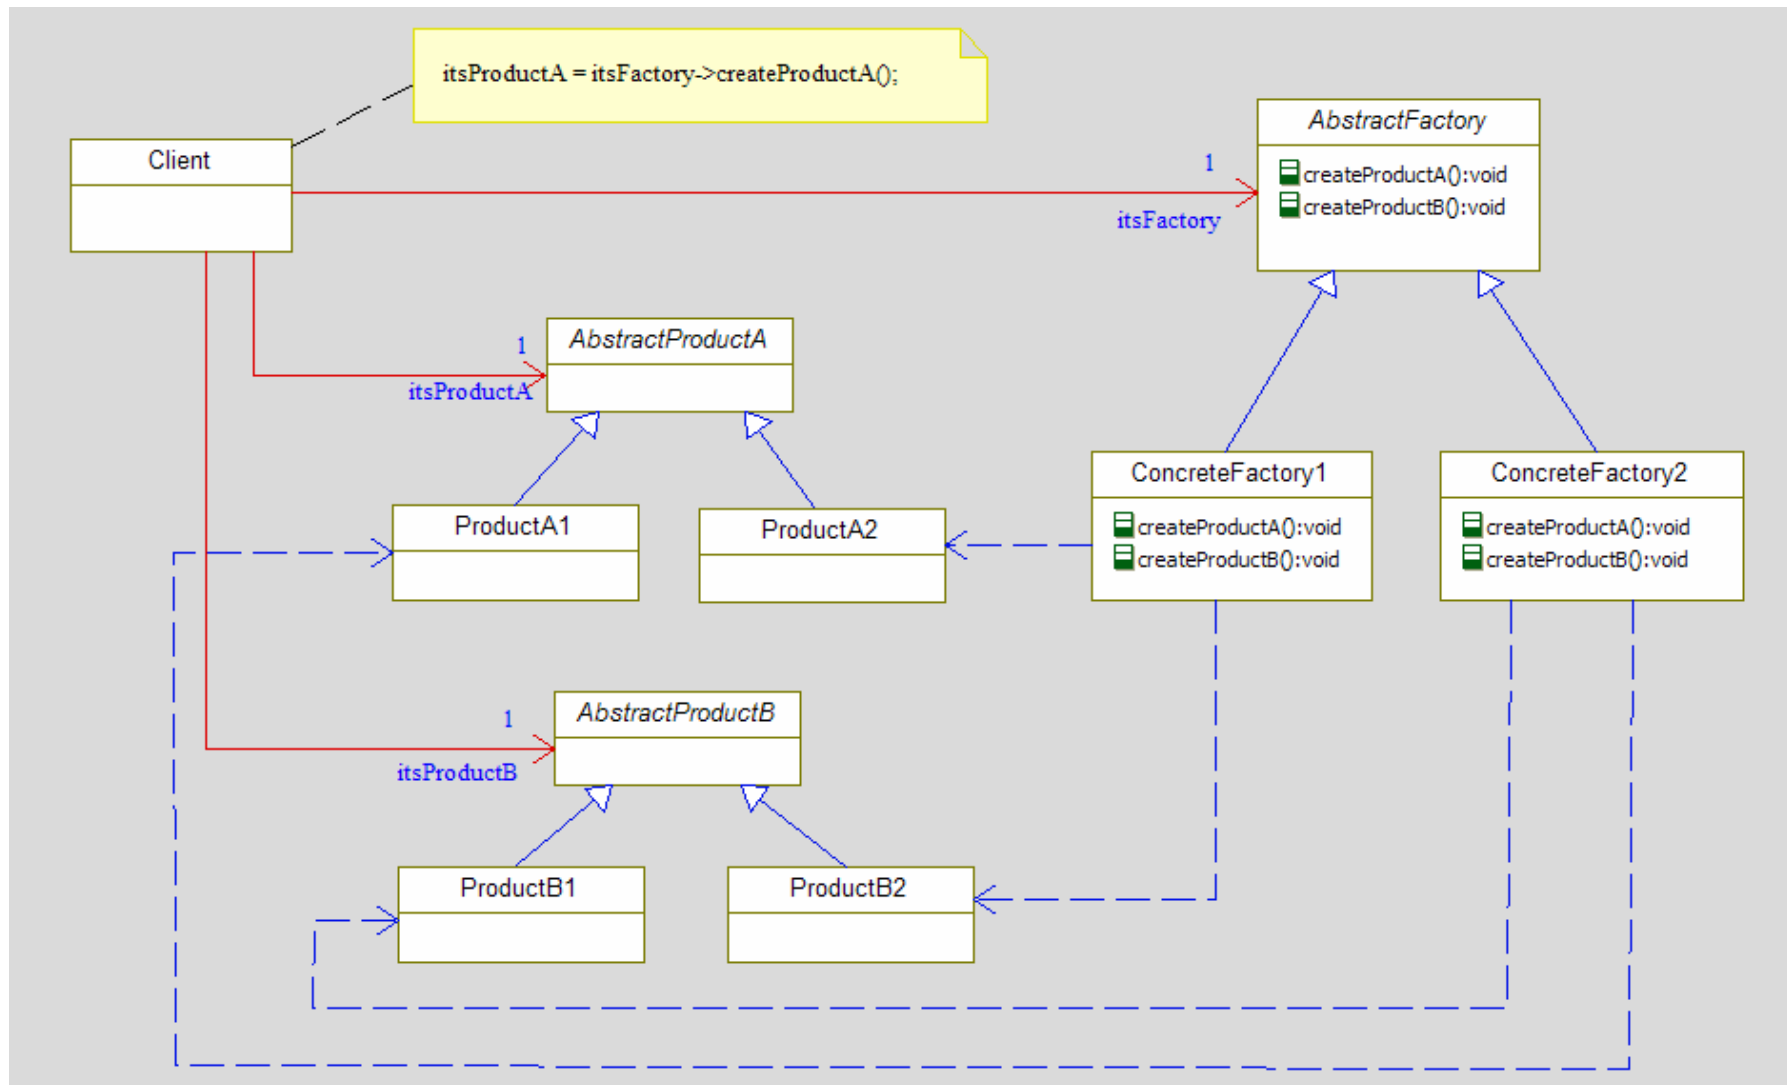 itsProductA = itsFactory->createProductA();
Client
AbstractFactory
createProductA():void
createProductB():void
1
itsFactory
AbstractProductA
1
itsProductA
ConcreteFactory1
createProductA():void
createProductB():void
ConcreteFactory2
createProductA():void
createProductB():void
ProductA1
ProductA2
AbstractProductB
1
itsProductB
ProductB1
ProductB2